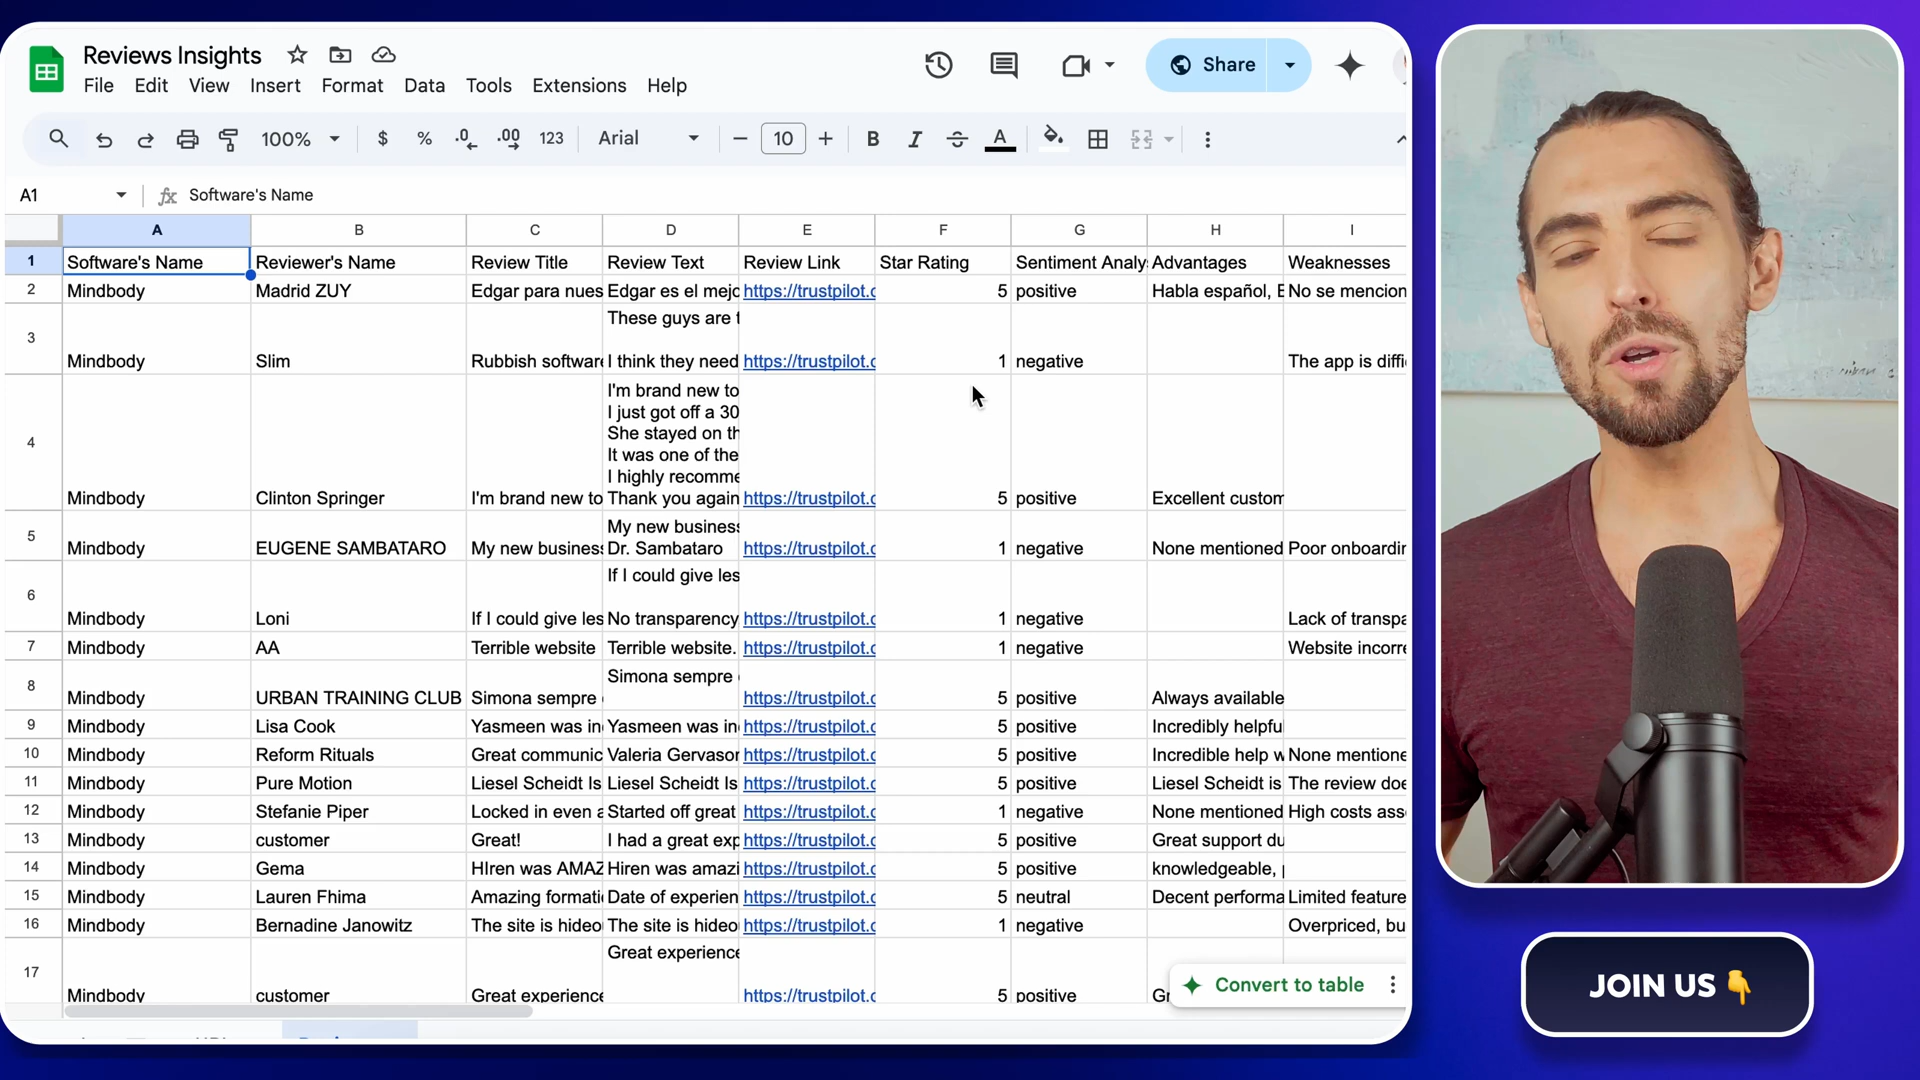 Reviews Insights
File Edit View Insert Format Data Tools Extensions Help
Share
100% $ % .0 .00 123 Arial 10 B I A
A1 fx Software's Name
A B C D E F G H I
1 Software's Name Reviewer's Name Review Title Review Text Review Link Star Rating Sentiment Analy Advantages Weaknesses
2 Mindbody Madrid ZUY Edgar para nues Edgar es el mejo https://trustpilot.c 5 positive Habla español, E No se mencion
These guys are t
3 Mindbody Slim Rubbish software I think they need https://trustpilot.c 1 negative The app is diffi
I'm brand new to
I just got off a 30
She stayed on th
It was one of the
I highly recomme
4 Mindbody Clinton Springer I'm brand new to Thank you again https://trustpilot.c 5 positive Excellent custom
My new business
5 Mindbody EUGENE SAMBATARO My new business Dr. Sambataro https://trustpilot.c 1 negative None mentioned Poor onboardin
If I could give les
6 Mindbody Loni If I could give les No transparency https://trustpilot.c 1 negative Lack of transpa
7 Mindbody AA Terrible website Terrible website. https://trustpilot.c 1 negative Website incorre
Simona sempre
8 Mindbody URBAN TRAINING CLUB Simona sempre https://trustpilot.c 5 positive Always available
9 Mindbody Lisa Cook Yasmeen was in Yasmeen was in https://trustpilot.c 5 positive Incredibly helpfu
10 Mindbody Reform Rituals Great communic Valeria Gervason https://trustpilot.c 5 positive Incredible help w None mentione
11 Mindbody Pure Motion Liesel Scheidt Is Liesel Scheidt Is https://trustpilot.c 5 positive Liesel Scheidt is The review doe
12 Mindbody Stefanie Piper Locked in even a Started off great https://trustpilot.c 1 negative None mentioned High costs asso
13 Mindbody customer Great! I had a great exp https://trustpilot.c 5 positive Great support du
14 Mindbody Gema HIren was AMAZ Hiren was amazi https://trustpilot.c 5 positive knowledgeable,
15 Mindbody Lauren Fhima Amazing formati Date of experien https://trustpilot.c 5 neutral Decent performa Limited feature
16 Mindbody Bernadine Janowitz The site is hideo The site is hideo https://trustpilot.c 1 negative Overpriced, bu
Great experience
17 Mindbody customer Great experience https://trustpilot.c 5 positive Gr
Convert to table
JOIN US 👇